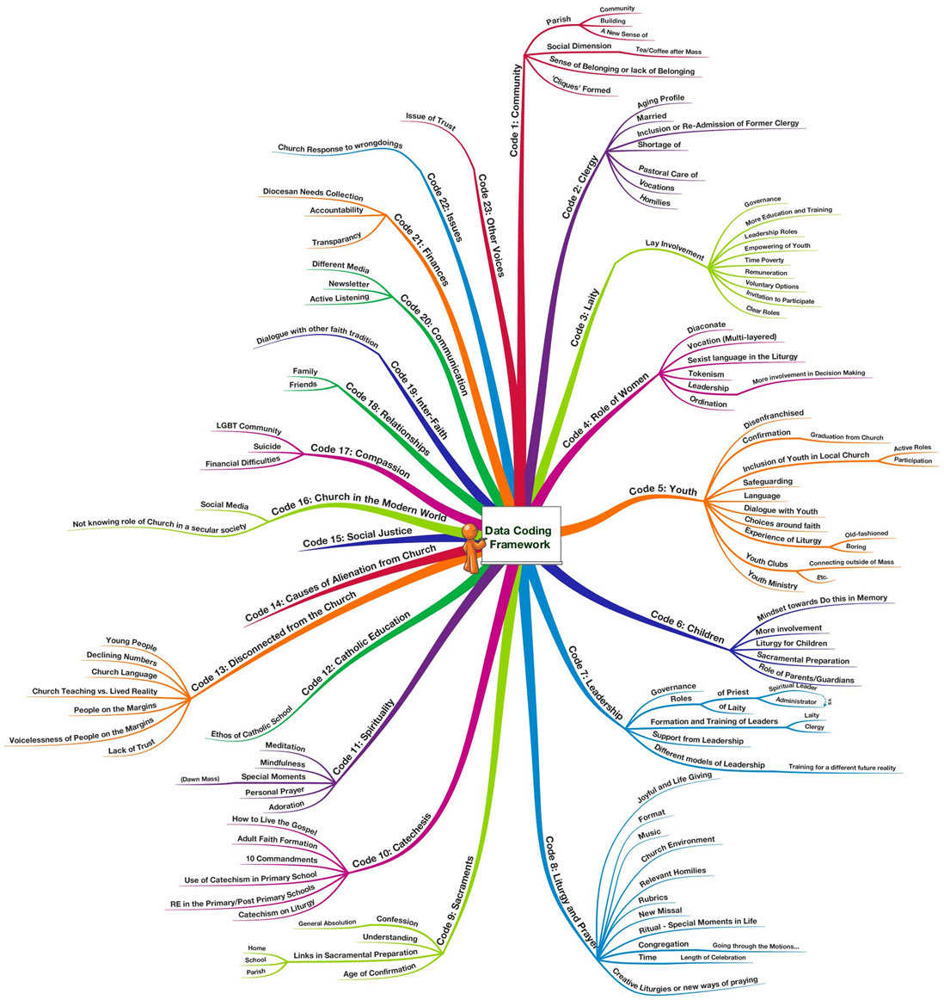 Data Coding
Framework
Code 1: Community
Parish
Community
Building
A New Sense of
Social Dimension
Tea/Coffee after Mass
Sense of Belonging or lack of Belonging
'Cliques' Formed
Code 2: Clergy
Aging Profile
Married
Inclusion or Re-Admission of Former Clergy
Shortage of
Pastoral Care of
Vocations
Homilies
Code 3: Laity
Lay Involvement
Governance
More Education and Training
Leadership Roles
Empowering of Youth
Time Poverty
Remuneration
Voluntary Options
Invitation to Participate
Clear Roles
Code 4: Role of Women
Diaconate
Vocation (Multi-layered)
Sexist language in the Liturgy
Tokenism
Leadership
More involvement in Decision Making
Ordination
Code 5: Youth
Disenfranchised
Confirmation
Graduation from Church
Inclusion of Youth in Local Church
Active Roles
Participation
Safeguarding
Language
Dialogue with Youth
Choices around faith
Experience of Liturgy
Old-fashioned
Boring
Youth Clubs
Connecting outside of Mass
Etc.
Youth Ministry
Code 6: Children
Mindset towards Do this in Memory
More involvement
Liturgy for Children
Sacramental Preparation
Role of Parents/Guardians
Code 7: Leadership
Governance
Roles
of Priest
Spiritual Leader
Administrator
vs
of Laity
Formation and Training of Leaders
Laity
Clergy
Support from Leadership
Different models of Leadership
Training for a different future reality
Code 8: Liturgy and Prayer
Joyful and Life Giving
Format
Music
Church Environment
Relevant Homilies
Rubrics
New Missal
Ritual - Special Moments in Life
Congregation
Going through the Motions...
Time
Length of Celebration
Creative Liturgies or new ways of praying
Code 9: Sacraments
Confession
General Absolution
Understanding
Links in Sacramental Preparation
Home
School
Parish
Age of Confirmation
Code 10: Catechesis
How to Live the Gospel
Adult Faith Formation
10 Commandments
Use of Catechism in Primary School
RE in the Primary/Post Primary Schools
Catechism on Liturgy
Code 11: Spirituality
Meditation
Mindfulness
Special Moments
(Dawn Mass)
Personal Prayer
Adoration
Code 12: Catholic Education
Ethos of Catholic School
Code 13: Disconnected from the Church
Young People
Declining Numbers
Church Language
Church Teaching vs. Lived Reality
People on the Margins
Voicelessness of People on the Margins
Lack of Trust
Code 14: Causes of Alienation from Church
Code 15: Social Justice
Code 16: Church in the Modern World
Social Media
Not knowing role of Church in a secular society
Code 17: Compassion
LGBT Community
Suicide
Financial Difficulties
Code 18: Relationships
Family
Friends
Code 19: Inter-Faith
Dialogue with other faith tradition
Code 20: Communication
Different Media
Newsletter
Active Listening
Code 21: Finances
Diocesan Needs Collection
Accountability
Transparency
Code 22: Issues
Church Response to wrongdoings
Code 23: Other Voices
Issue of Trust